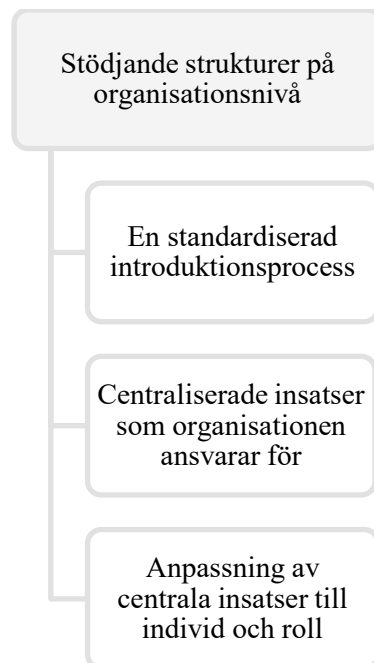 Stödjande strukturer på
organisationsnivå
En standardiserad
introduktionsprocess
Centraliserade insatser
som organisationen
ansvarar för
Anpassning av
centrala insatser till
individ och roll